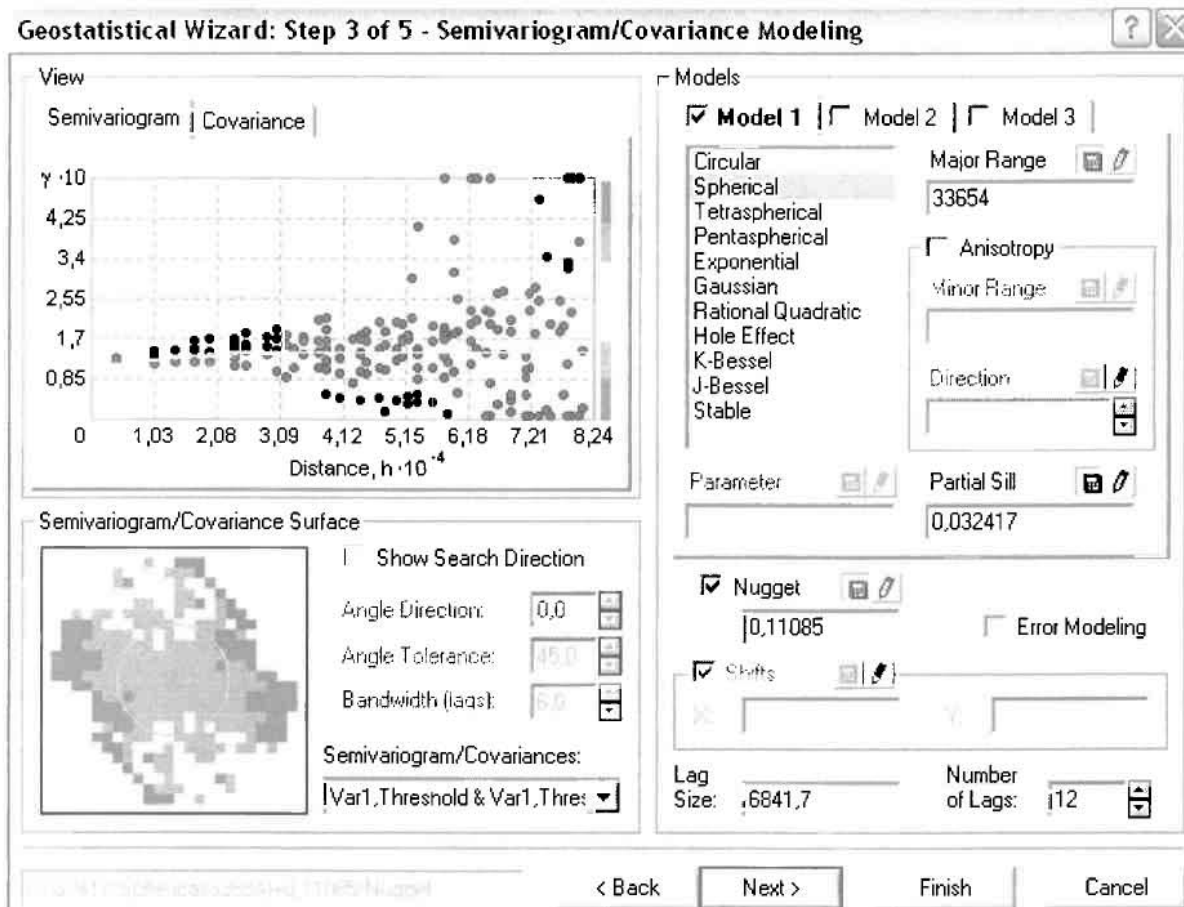 Geostatistical Wizard: Step 3 of 5 - Semivariogram/Covariance Modeling
View
Semivariogram
Covariance
γ·10
4,25
3,4
2,55
1,7
0,85
0 1,03 2,08 3,09 4,12 5,15 6,18 7,21 8,24
Distance, h·10⁻⁴
Semivariogram/Covariance Surface
Show Search Direction
Angle Direction: 0,0
Angle Tolerance: 45,0
Bandwidth (lags): 6,0
Semivariogram/Covariances:
Var1,Threshold & Var1,Thres
Models
Model 1
Model 2
Model 3
Circular
Spherical
Tetraspherical
Pentaspherical
Exponential
Gaussian
Rational Quadratic
Hole Effect
K-Bessel
J-Bessel
Stable
Major Range
33654
Anisotropy
Minor Range
Direction
Parameter
Partial Sill
0,032417
Nugget
0,11085
Error Modeling
Shifts
X:
Y:
Lag
Size: 6841,7
Number
of Lags: 12
< Back
Next >
Finish
Cancel